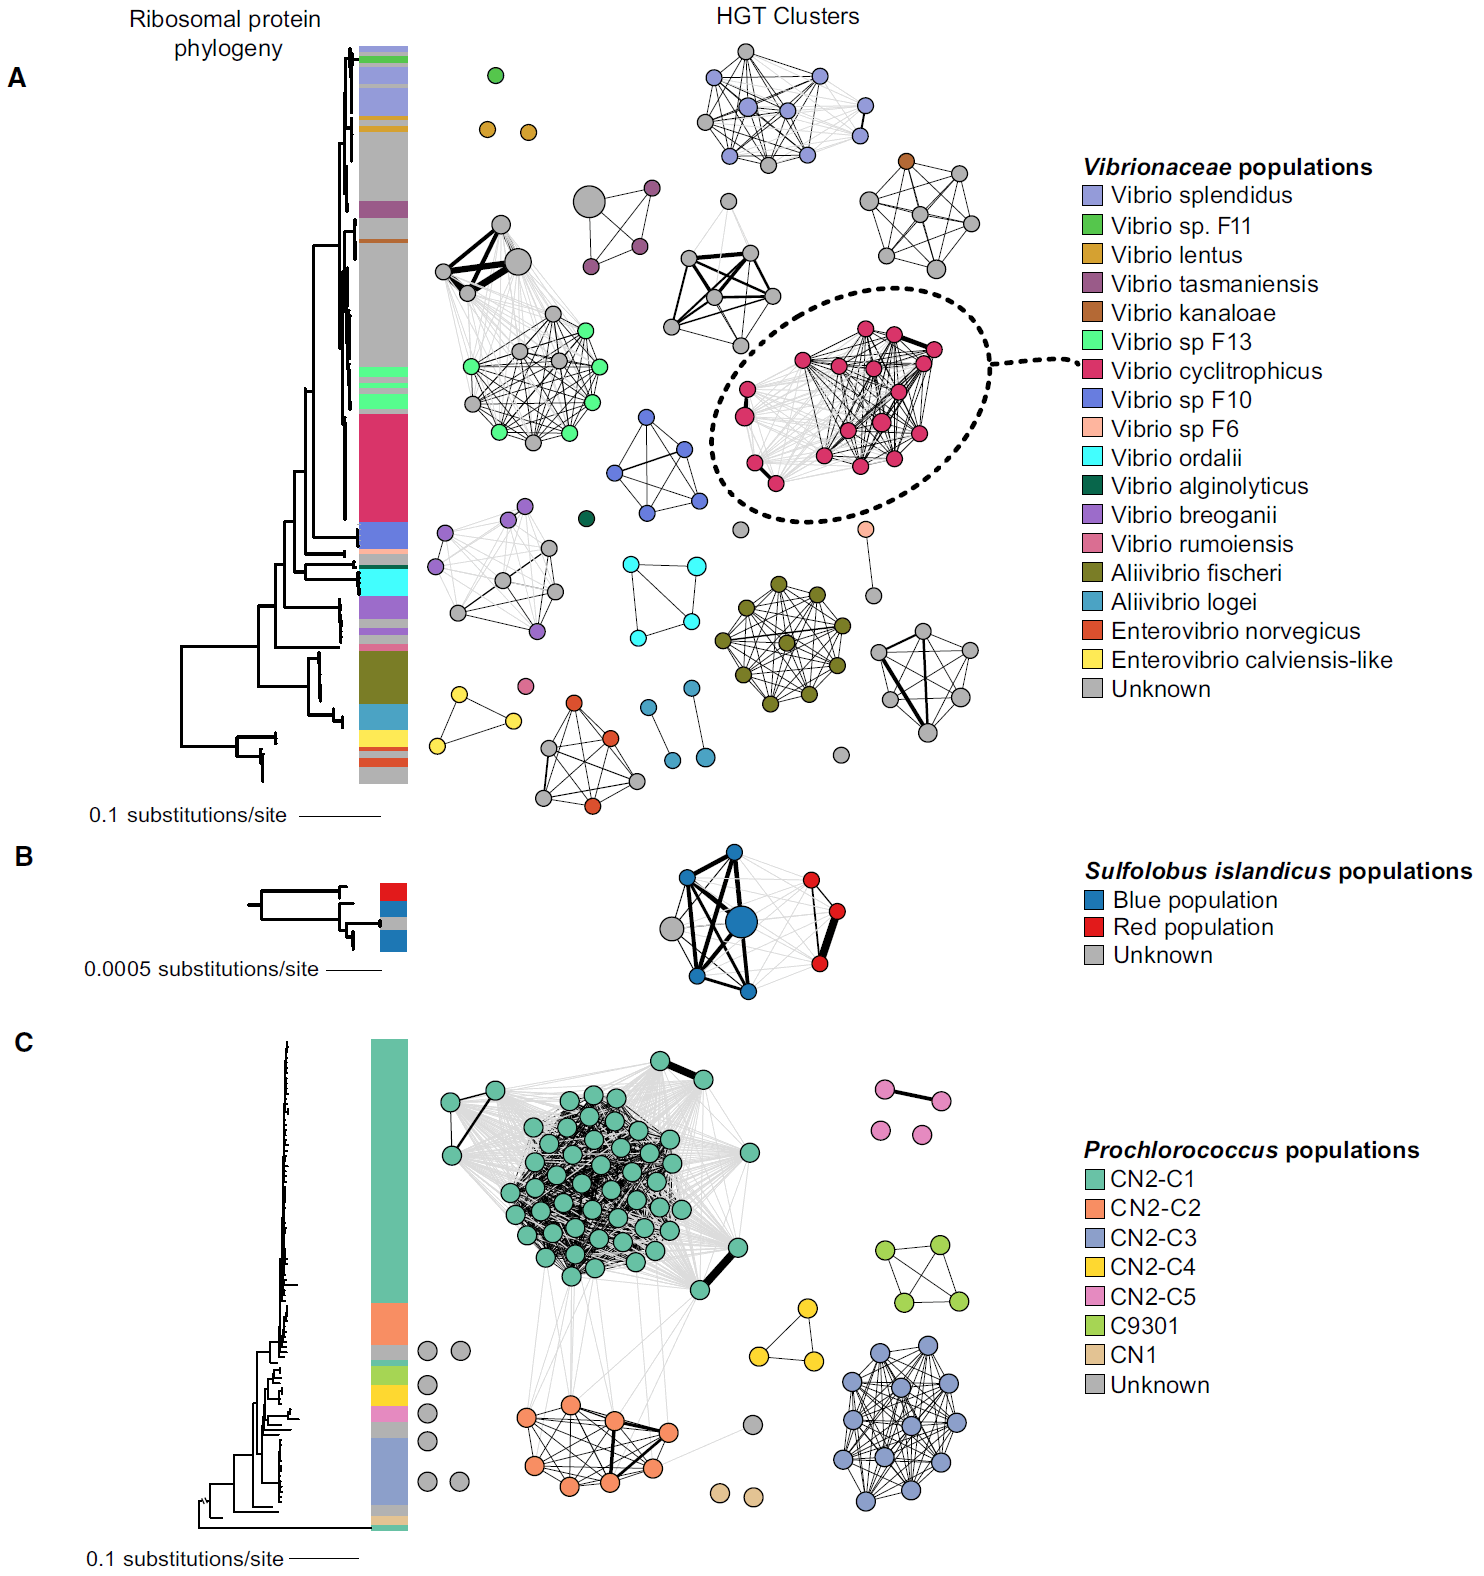 Ribosomal protein
phylogeny
HGT Clusters
A
Vibrionaceae populations
Vibrio splendidus
Vibrio sp. F11
Vibrio lentus
Vibrio tasmaniensis
Vibrio kanaloae
Vibrio sp F13
Vibrio cyclitrophicus
Vibrio sp F10
Vibrio sp F6
Vibrio ordalii
Vibrio alginolyticus
Vibrio breoganii
Vibrio rumoiensis
Aliivibrio fischeri
Aliivibrio logei
Enterovibrio norvegicus
Enterovibrio calviensis-like
Unknown
0.1 substitutions/site
B
Sulfolobus islandicus populations
Blue population
Red population
Unknown
0.0005 substitutions/site
C
Prochlorococcus populations
CN2-C1
CN2-C2
CN2-C3
CN2-C4
CN2-C5
C9301
CN1
Unknown
0.1 substitutions/site